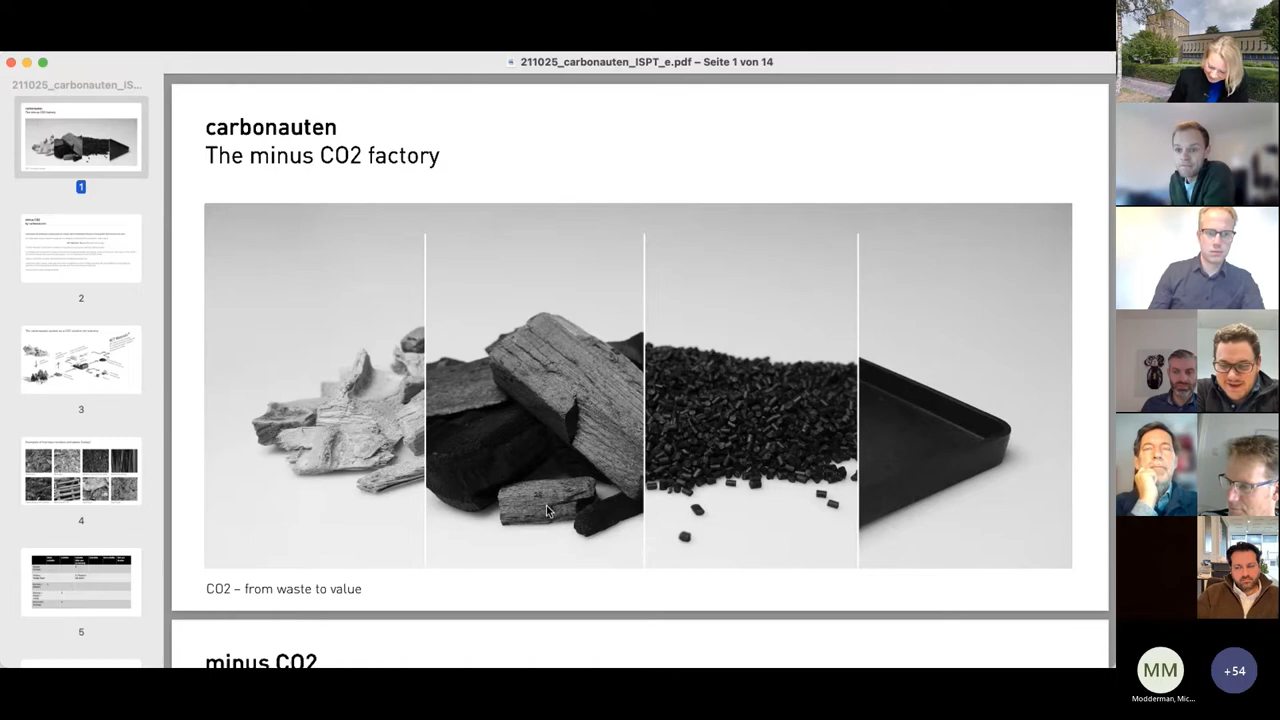 211025_carbonauten_ISPT_e.pdf – Seite 1 von 14
211025_carbonauten_IS...
1
2
3
4
5
carbonauten
The minus CO2 factory
CO2 – from waste to value
minus CO2
MM
Modderman, Mic...
+54